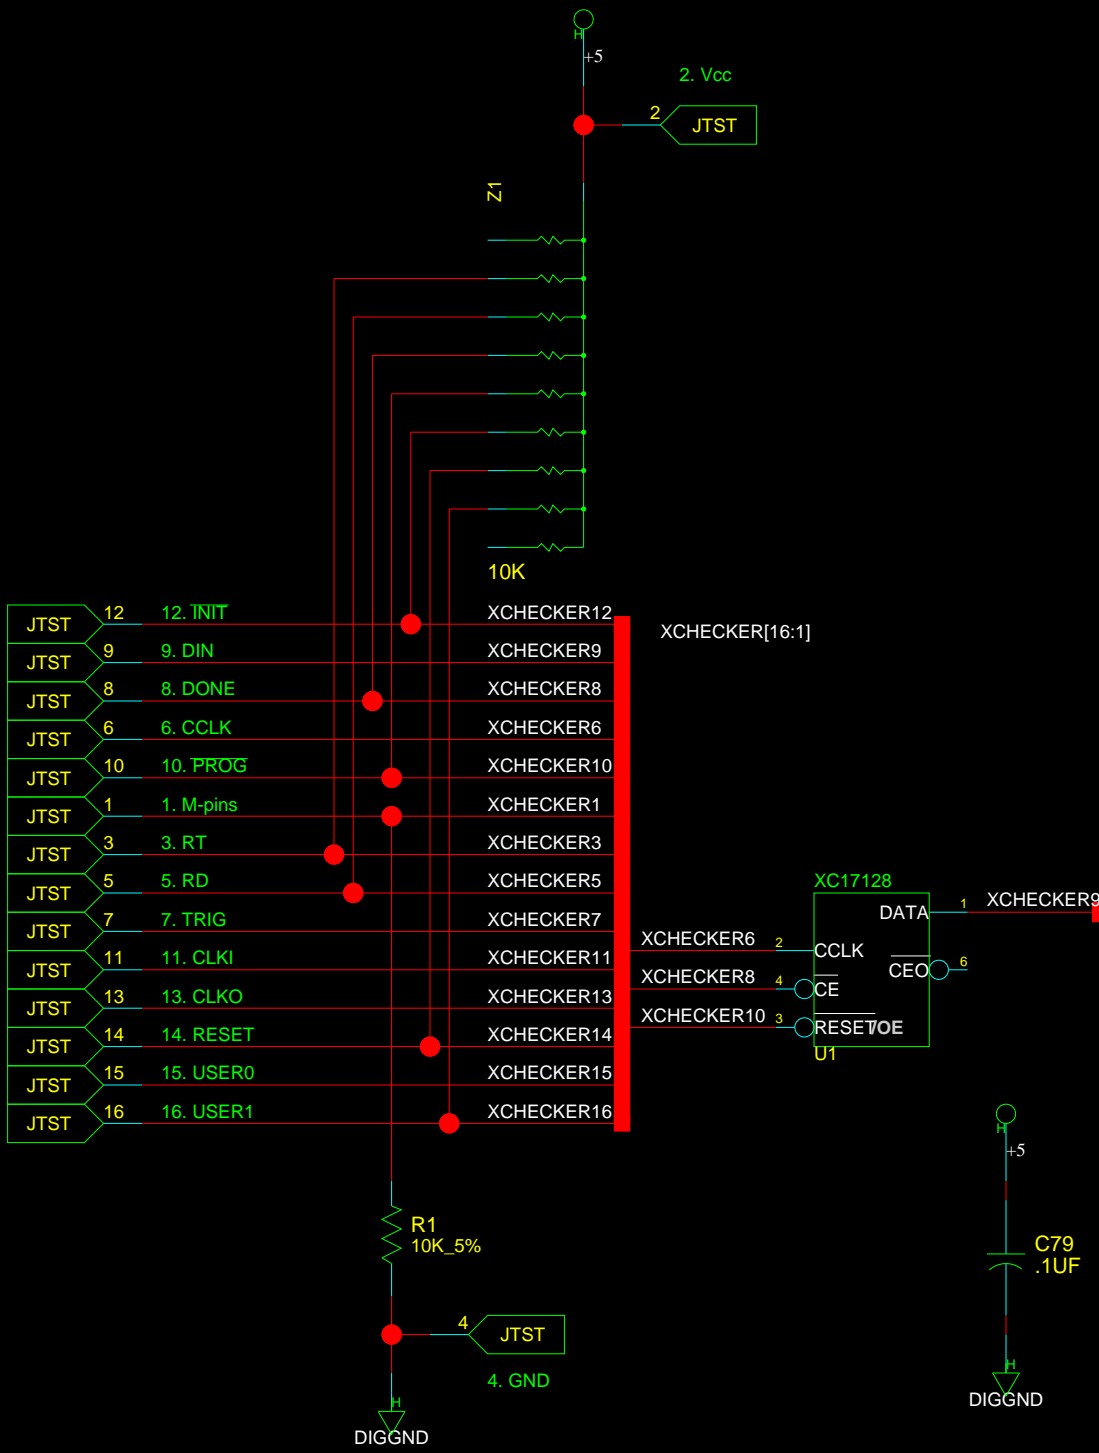 H
+5
2. Vcc
2 JTST
Z1
10K
JTST 12 12. INIT XCHECKER12
XCHECKER[16:1]
JTST 9 9. DIN XCHECKER9
JTST 8 8. DONE XCHECKER8
JTST 6 6. CCLK XCHECKER6
JTST 10 10. PROG XCHECKER10
JTST 1 1. M-pins XCHECKER1
JTST 3 3. RT XCHECKER3
JTST 5 5. RD XCHECKER5
JTST 7 7. TRIG XCHECKER7
JTST 11 11. CLKI XCHECKER11
JTST 13 13. CLKO XCHECKER13
JTST 14 14. RESET XCHECKER14
JTST 15 15. USER0 XCHECKER15
JTST 16 16. USER1 XCHECKER16
XC17128
DATA 1 XCHECKER9
XCHECKER6 2 CCLK
CEO 6
XCHECKER8 4 CE
XCHECKER10 3 RESET/OE
U1
H
+5
R1
10K_5%
C79
.1UF
4 JTST
4. GND
H
DIGGND
H
DIGGND